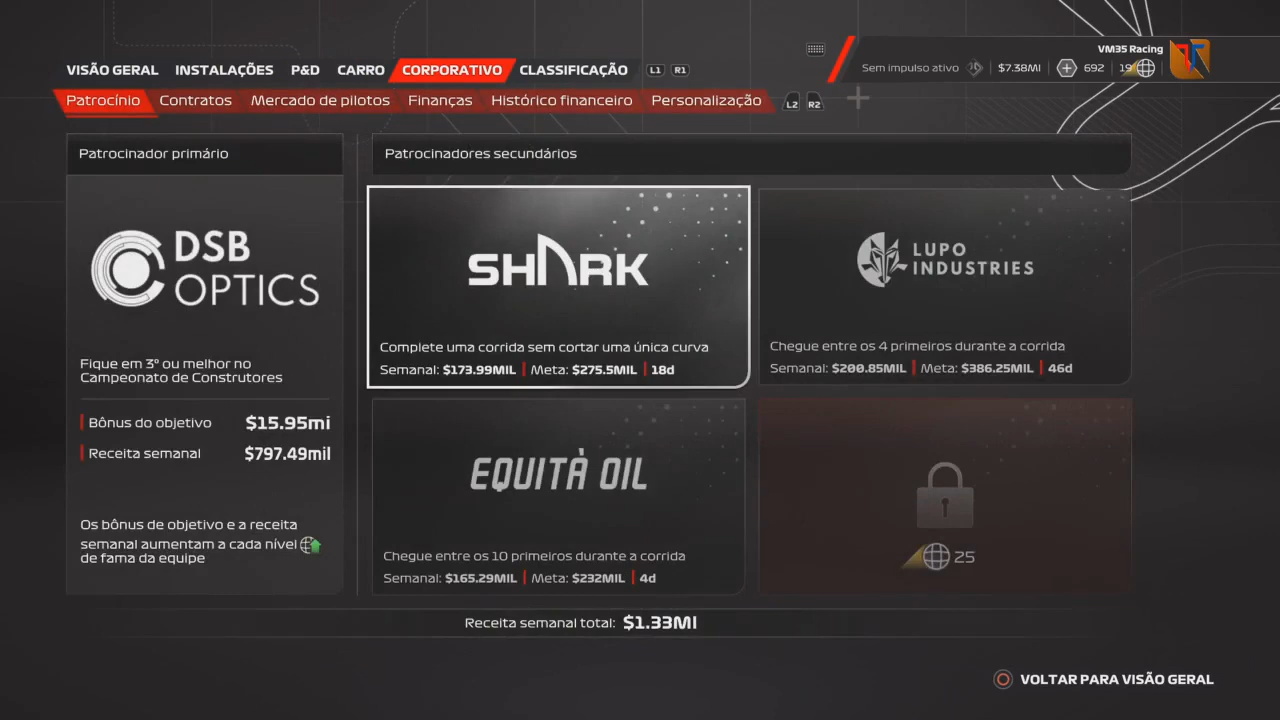 VM35 Racing
Sem impulso ativo $7.38MI 692 19
VISÃO GERAL INSTALAÇÕES P&D CARRO CORPORATIVO CLASSIFICAÇÃO L1 R1
Patrocínio Contratos Mercado de pilotos Finanças Histórico financeiro Personalização L2 R2
Patrocinador primário
DSB
OPTICS
Fique em 3º ou melhor no
Campeonato de Construtores
Bônus do objetivo $15.95mi
Receita semanal $797.49mil
Os bônus de objetivo e a receita
semanal aumentam a cada nível
de fama da equipe
Patrocinadores secundários
SHARK
Complete uma corrida sem cortar uma única curva
Semanal: $173.99MIL Meta: $275.5MIL 18d
LUPO
INDUSTRIES
Chegue entre os 4 primeiros durante a corrida
Semanal: $200.85MIL Meta: $386.25MIL 46d
EQUITÀ OIL
Chegue entre os 10 primeiros durante a corrida
Semanal: $165.29MIL Meta: $232MIL 4d
25
Receita semanal total: $1.33MI
VOLTAR PARA VISÃO GERAL